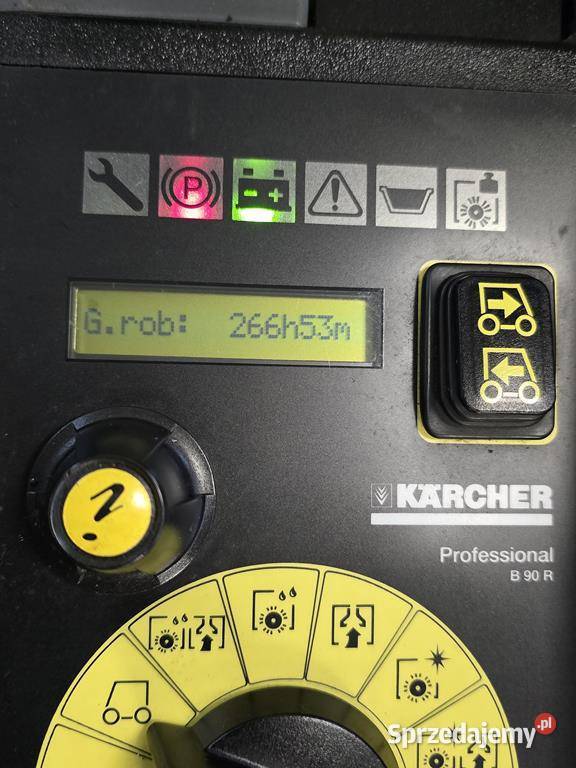 P
G.rob: 266h53m
KÄRCHER
Professional
B 90 R
Sprzedajemy.pl